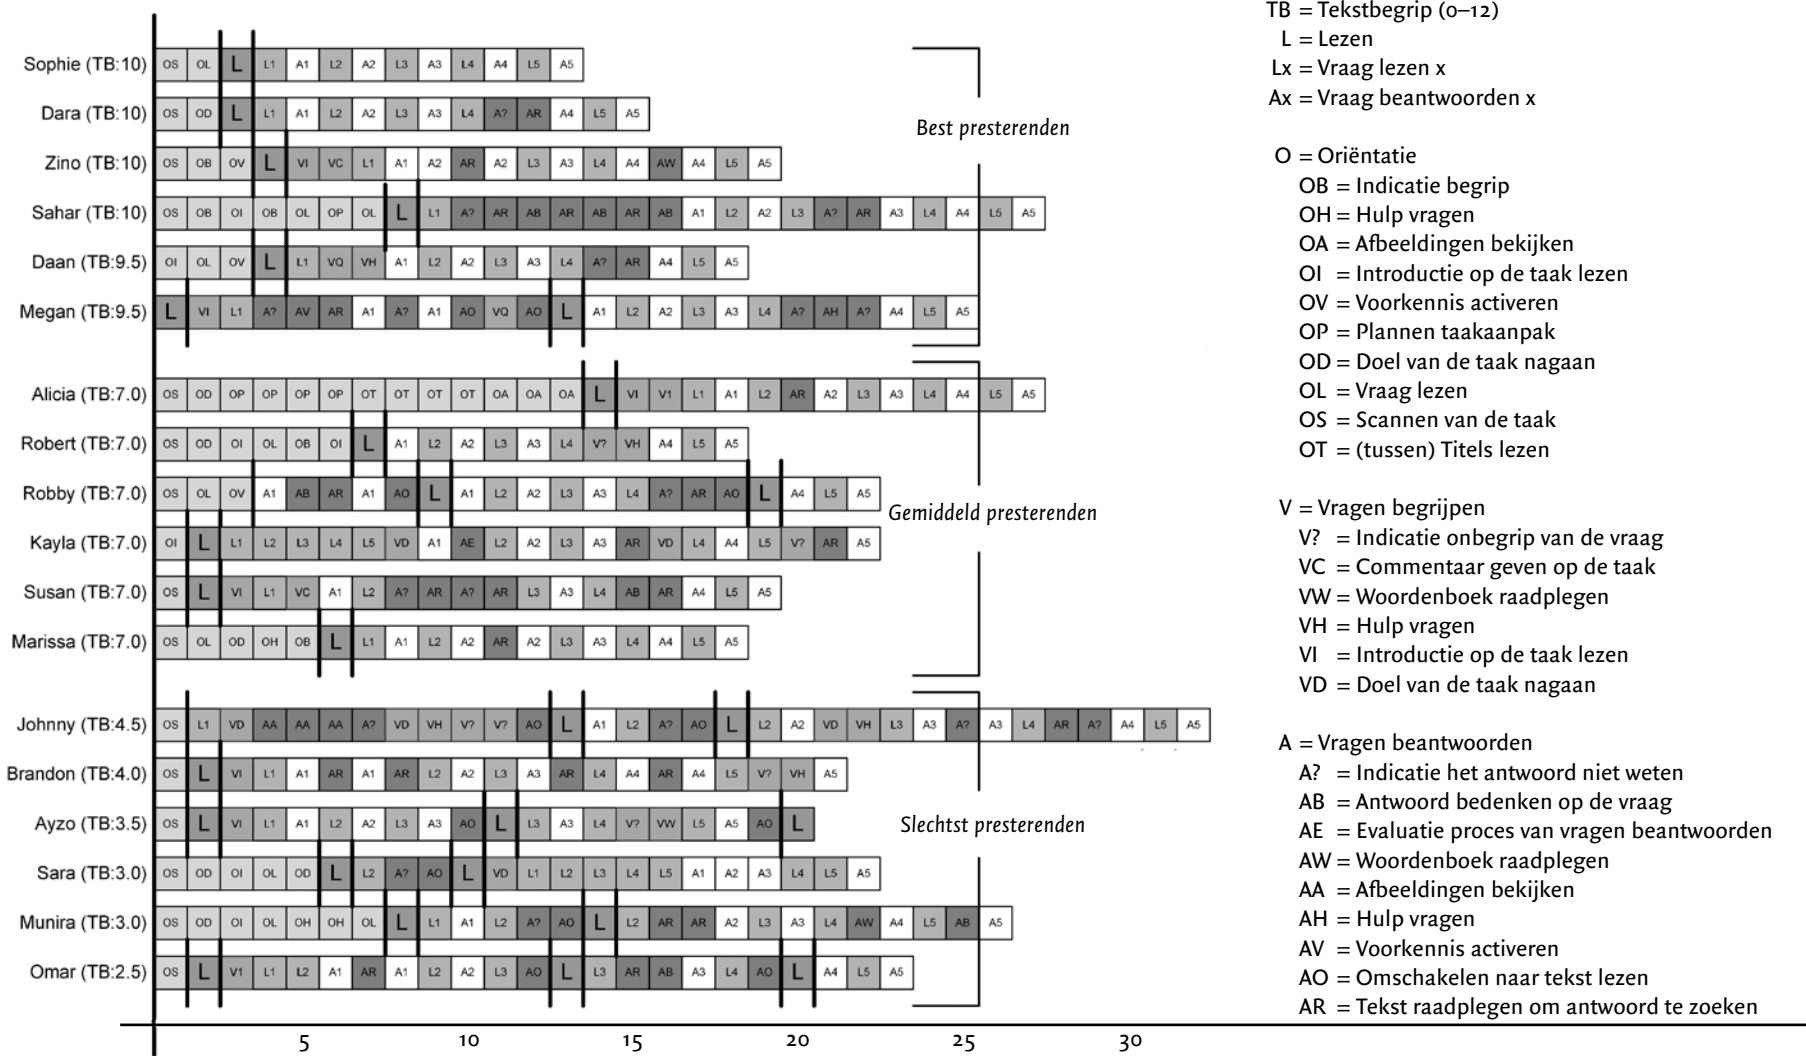 Sophie (TB:10) OS OL L L1 A1 L2 A2 L3 A3 L4 A4 L5 A5
Dara (TB:10) OS OD L L1 A1 L2 A2 L3 A3 L4 A? AR A4 L5 A5
Zino (TB:10) OS OB OV L VI VC L1 A1 A2 AR A2 L3 A3 L4 A4 AW A4 L5 A5
Sahar (TB:10) OS OB OI OB OL OP OL L L1 A? AR AB AR AB AR AB A1 L2 A2 L3 A? AR A3 L4 A4 L5 A5
Daan (TB:9.5) OI OL OV L L1 VQ VH A1 L2 A2 L3 A3 L4 A? AR A4 L5 A5
Megan (TB:9.5) L VI L1 A? AV AR A1 A? A1 AO VQ AO L A1 L2 A2 L3 A3 L4 A? AH A? A4 L5 A5
Best presterenden
Alicia (TB:7.0) OS OD OP OP OP OP OT OT OT OT OA OA OA L VI V1 L1 A1 L2 AR A2 L3 A3 L4 A4 L5 A5
Robert (TB:7.0) OS OD OI OL OB OI L A1 L2 A2 L3 A3 L4 V? VH A4 L5 A5
Robby (TB:7.0) OS OL OV A1 AB AR A1 AO L A1 L2 A2 L3 A3 L4 A? AR AO L A4 L5 A5
Kayla (TB:7.0) OI L L1 L2 L3 L4 L5 VD A1 AE L2 A2 L3 A3 AR VD L4 A4 L5 V? AR A5
Susan (TB:7.0) OS L VI L1 VC A1 L2 A? AR A? AR L3 A3 L4 AB AR A4 L5 A5
Marissa (TB:7.0) OS OL OD OH OB L L1 A1 L2 A2 AR A2 L3 A3 L4 A4 L5 A5
Gemiddeld presterenden
Johnny (TB:4.5) OS L1 VD AA AA AA A? VD VH V? V? AO L A1 L2 A? AO L L2 A2 VD VH L3 A3 A? A3 L4 AR A? A4 L5 A5
Brandon (TB:4.0) OS L VI L1 A1 AR A1 AR L2 A2 L3 A3 AR L4 A4 AR A4 L5 V? VH A5
Ayzo (TB:3.5) OS L VI L1 A1 L2 A2 L3 A3 AO L L3 A3 L4 V? VW L5 A5 AO L
Sara (TB:3.0) OS OD OI OL OD L L2 A? AO L VD L1 L2 L3 L4 L5 A1 A2 A3 L4 L5 A5
Munira (TB:3.0) OS OD OI OL OH OH OL L L1 A1 L2 A? AO L L2 AR AR A2 L3 A3 L4 AW A4 L5 AB A5
Omar (TB:2.5) OS L V1 L1 L2 A1 AR A1 L2 A2 L3 AO L L3 AR AB A3 L4 AO L A4 L5 A5
Slechtst presterenden
5 10 15 20 25 30
TB = Tekstbegrip (0–12)
L = Lezen
Lx = Vraag lezen x
Ax = Vraag beantwoorden x
O = Oriëntatie
OB = Indicatie begrip
OH = Hulp vragen
OA = Afbeeldingen bekijken
OI = Introductie op de taak lezen
OV = Voorkennis activeren
OP = Plannen taakaanpak
OD = Doel van de taak nagaan
OL = Vraag lezen
OS = Scannen van de taak
OT = (tussen) Titels lezen
V = Vragen begrijpen
V? = Indicatie onbegrip van de vraag
VC = Commentaar geven op de taak
VW = Woordenboek raadplegen
VH = Hulp vragen
VI = Introductie op de taak lezen
VD = Doel van de taak nagaan
A = Vragen beantwoorden
A? = Indicatie het antwoord niet weten
AB = Antwoord bedenken op de vraag
AE = Evaluatie proces van vragen beantwoorden
AW = Woordenboek raadplegen
AA = Afbeeldingen bekijken
AH = Hulp vragen
AV = Voorkennis activeren
AO = Omschakelen naar tekst lezen
AR = Tekst raadplegen om antwoord te zoeken